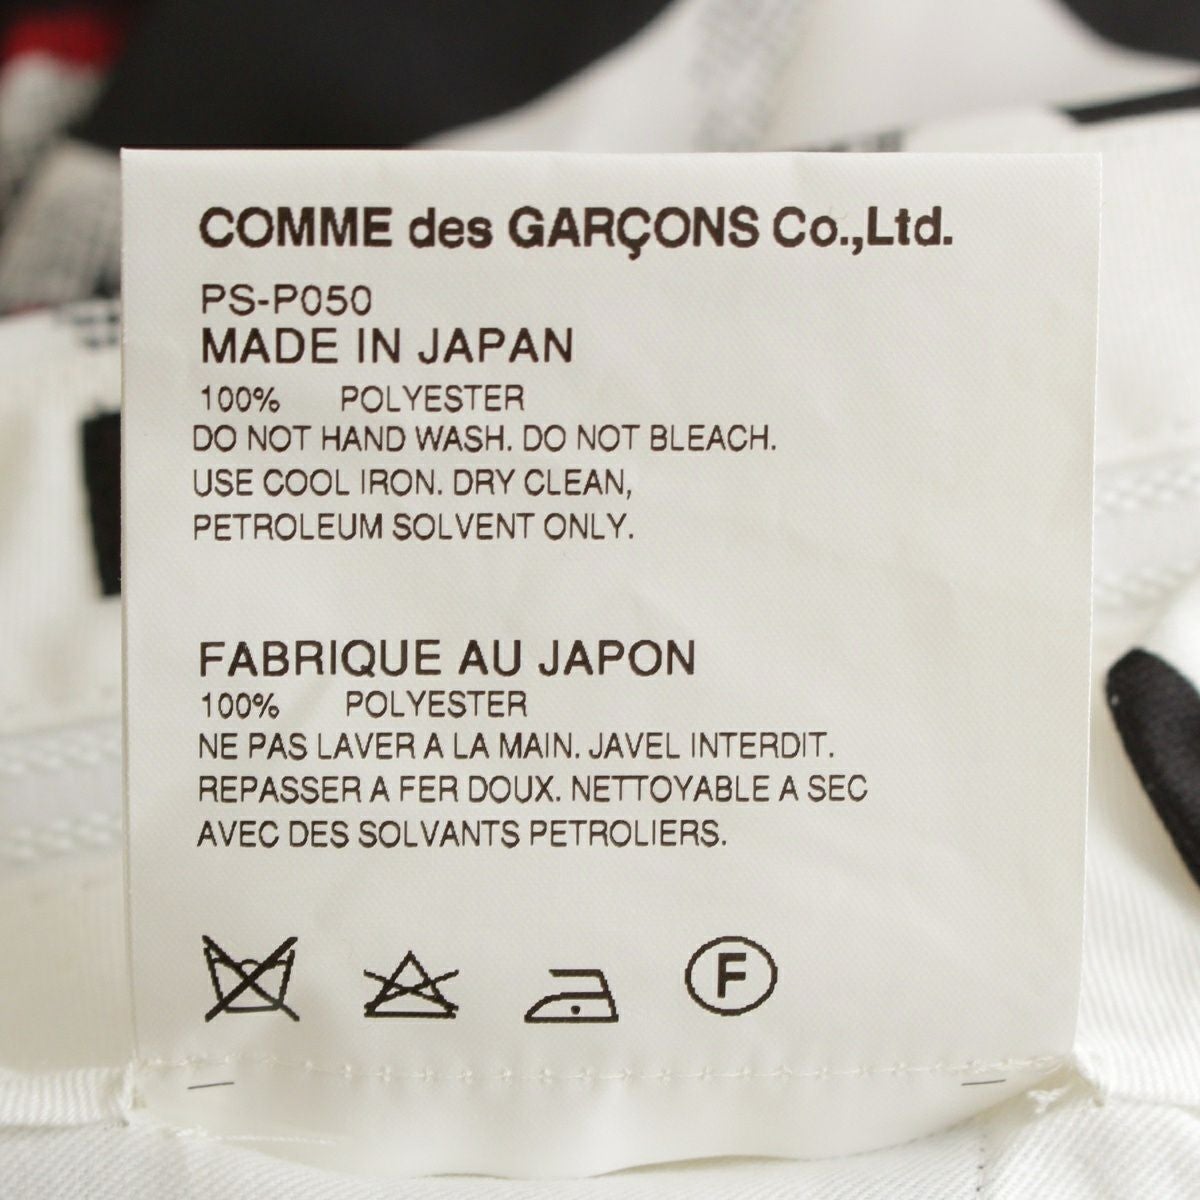 COMME des GARÇONS Co.,Ltd.
PS-P050
MADE IN JAPAN
100% POLYESTER
DO NOT HAND WASH. DO NOT BLEACH.
USE COOL IRON. DRY CLEAN,
PETROLEUM SOLVENT ONLY.
FABRIQUE AU JAPON
100% POLYESTER
NE PAS LAVER A LA MAIN. JAVEL INTERDIT.
REPASSER A FER DOUX. NETTOYABLE A SEC
AVEC DES SOLVANTS PETROLIERS.
F